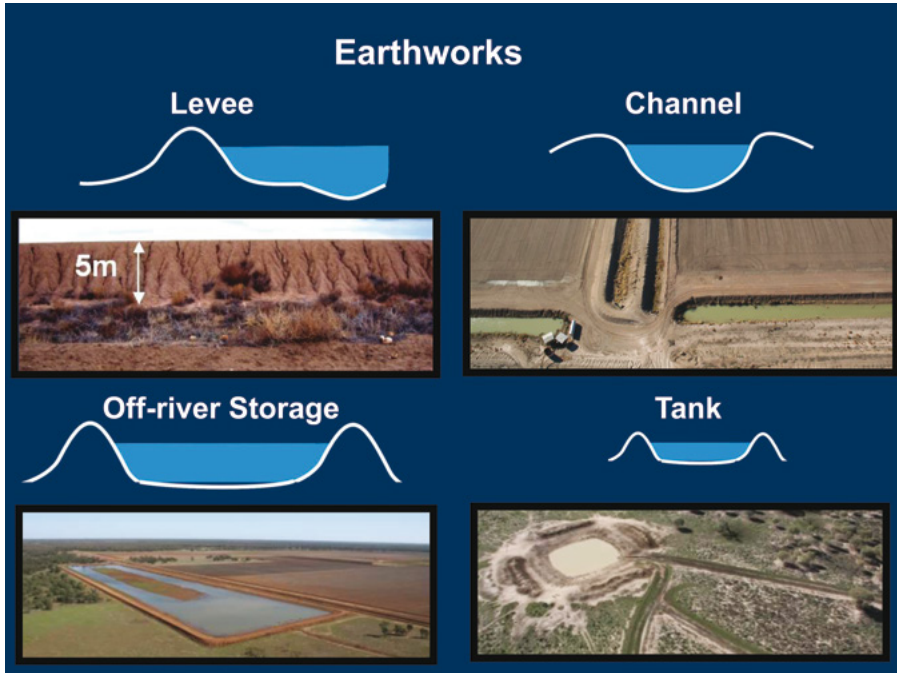 Earthworks
Levee
Channel
5m
Off-river Storage
Tank